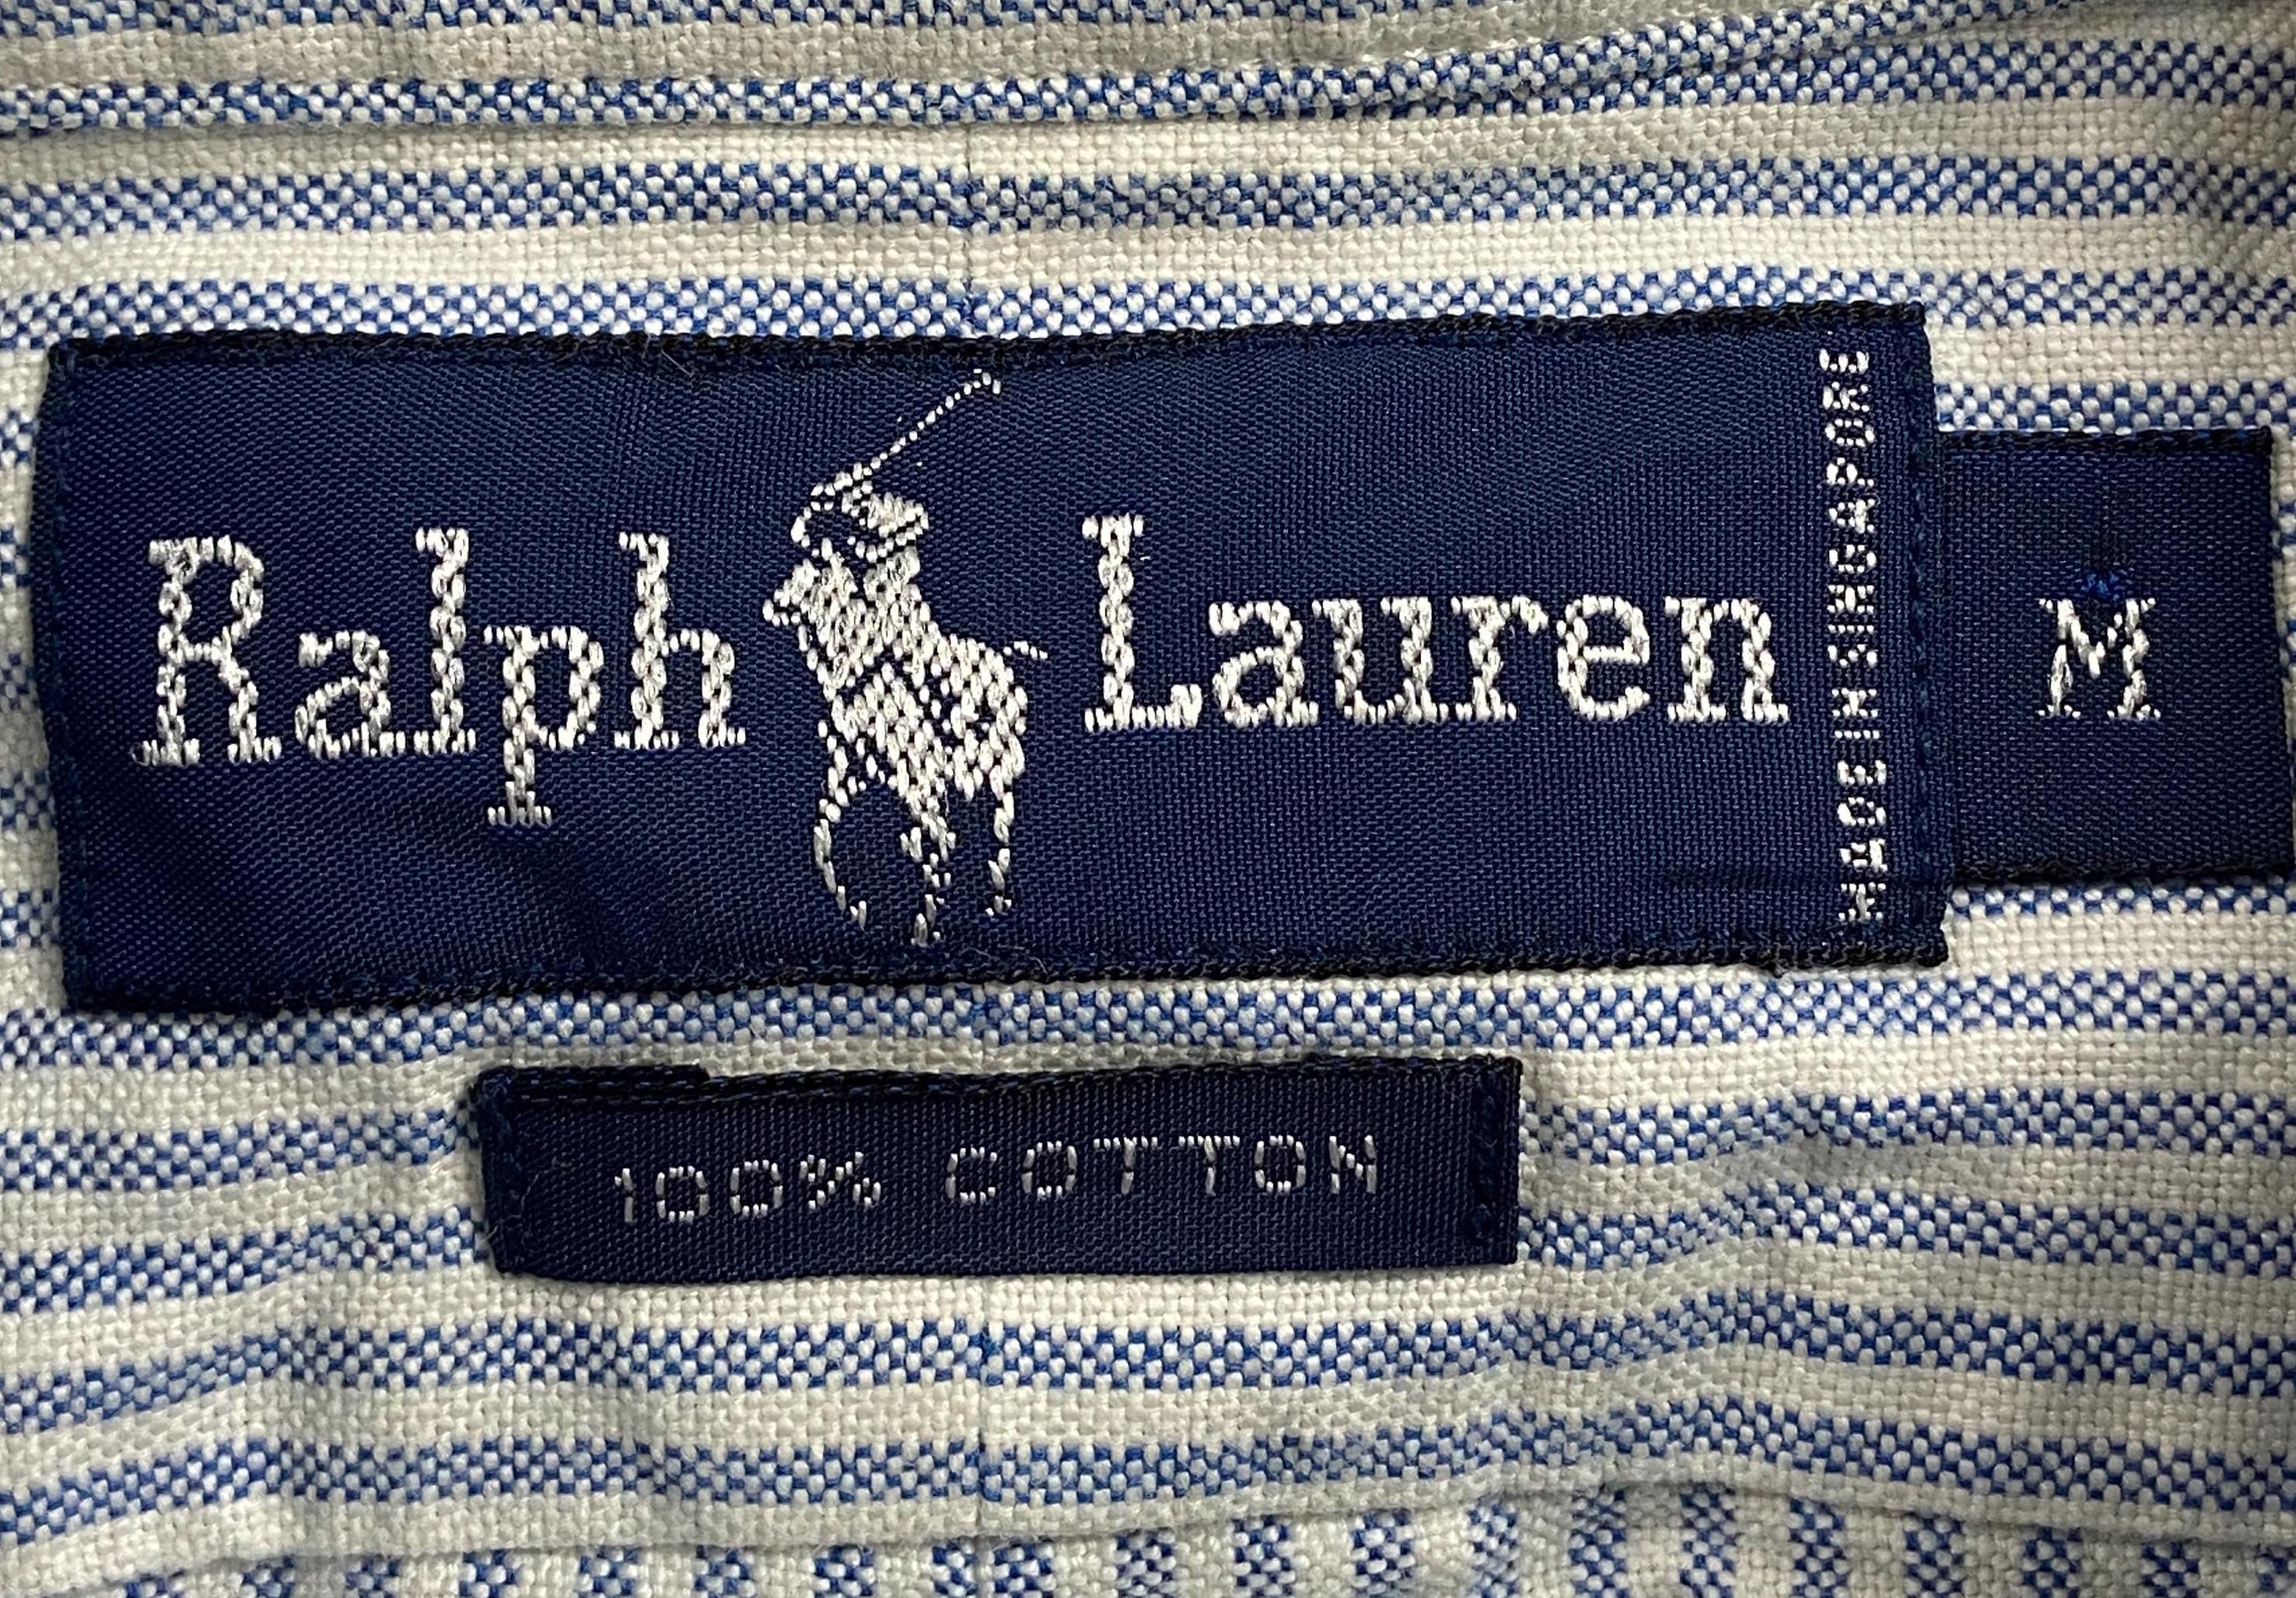 Ralph Lauren
MADE IN SINGAPORE
M
100% COTTON